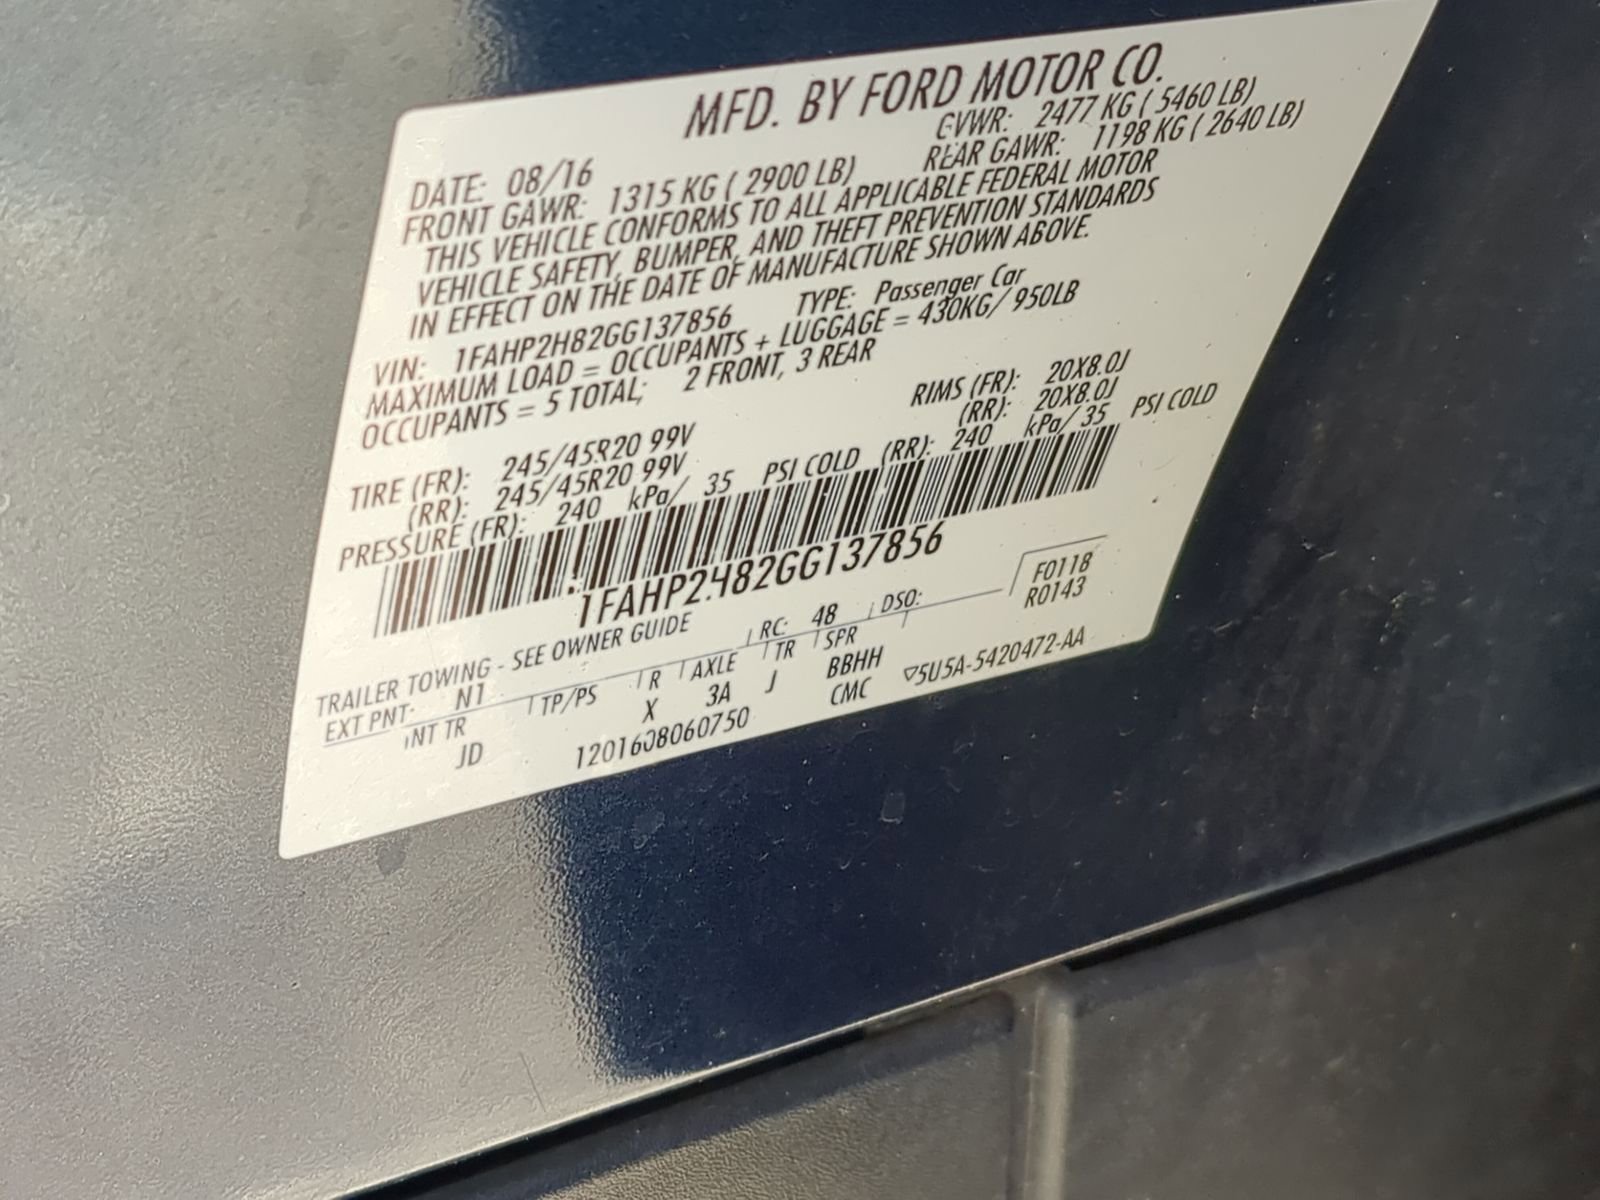 MFD. BY FORD MOTOR CO.
DATE: 08/16 GVWR: 2477 KG ( 5460 LB)
FRONT GAWR: 1315 KG ( 2900 LB) REAR GAWR: 1198 KG ( 2640 LB)
THIS VEHICLE CONFORMS TO ALL APPLICABLE FEDERAL MOTOR
VEHICLE SAFETY, BUMPER, AND THEFT PREVENTION STANDARDS
IN EFFECT ON THE DATE OF MANUFACTURE SHOWN ABOVE.
VIN: 1FAHP2H82GG137856 TYPE: Passenger Car
MAXIMUM LOAD = OCCUPANTS + LUGGAGE = 430KG/ 950LB
OCCUPANTS = 5 TOTAL; 2 FRONT, 3 REAR
RIMS (FR): 20X8.0J
TIRE (FR): 245/45R20 99V (RR): 20X8.0J
(RR): 245/45R20 99V
PRESSURE (FR): 240 kPa/ 35 PSI COLD (RR): 240 kPa/ 35 PSI COLD
1FAHP2H82GG137856
F0118
R0143
TRAILER TOWING - SEE OWNER GUIDE
EXT PNT: N1 RC: 48 DSO:
INT TR TP/PS R AXLE TR SPR
JD X 3A J BBHH
1201608060750 CMC ▽5U5A-5420472-AA